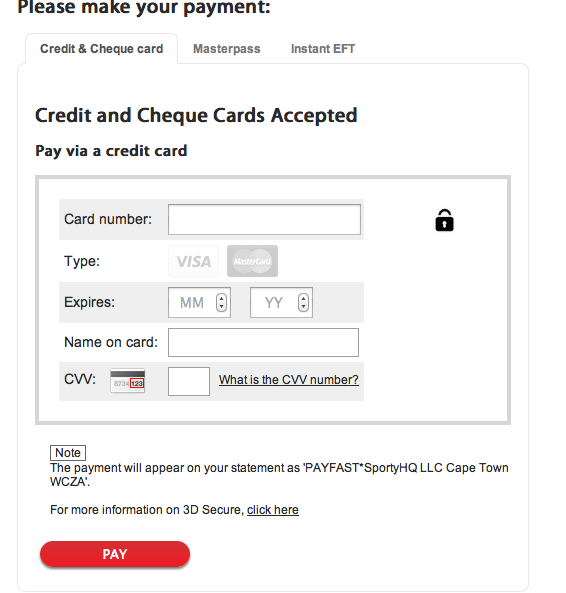 Please make your payment:
Credit & Cheque card Masterpass Instant EFT
Credit and Cheque Cards Accepted
Pay via a credit card
Card number:
Type: VISA MasterCard
Expires: MM YY
Name on card:
CVV: 8734 123 What is the CVV number?
Note
The payment will appear on your statement as 'PAYFAST*SportyHQ LLC Cape Town
WCZA'.
For more information on 3D Secure, click here
PAY